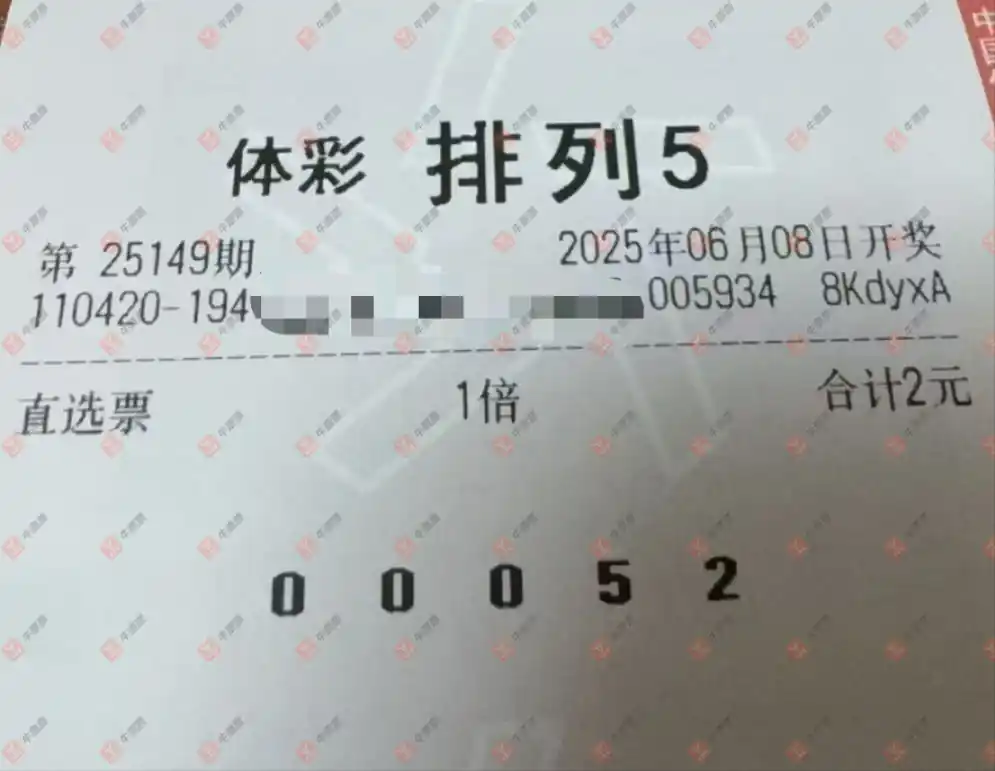 体彩 排列5
第 25149期 2025年06月08日开奖
110420-194 005934 8KdyxA
直选票 1倍 合计2元
0 0 0 5 2
中国